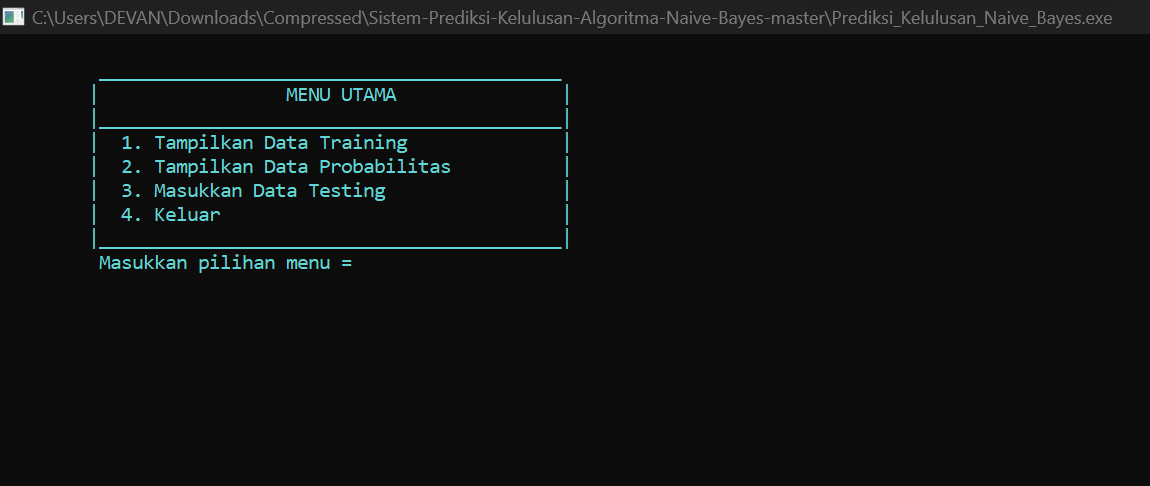 C:\Users\DEVAN\Downloads\Compressed\Sistem-Prediksi-Kelulusan-Algoritma-Naive-Bayes-master\Prediksi_Kelulusan_Naive_Bayes.exe
MENU UTAMA
1. Tampilkan Data Training
2. Tampilkan Data Probabilitas
3. Masukkan Data Testing
4. Keluar
Masukkan pilihan menu =